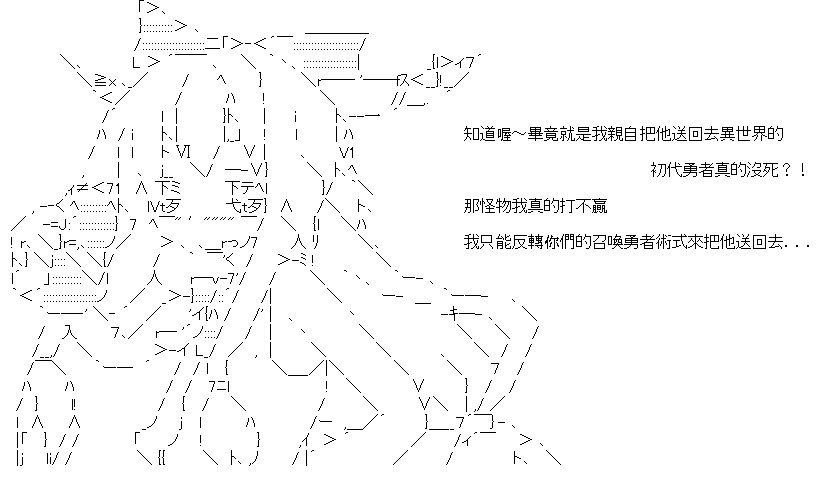 知道喔～畢竟就是我親自把他送回去異世界的
初代勇者真的沒死？！
那怪物我真的打不贏
我只能反轉你們的召喚勇者術式來把他送回去...